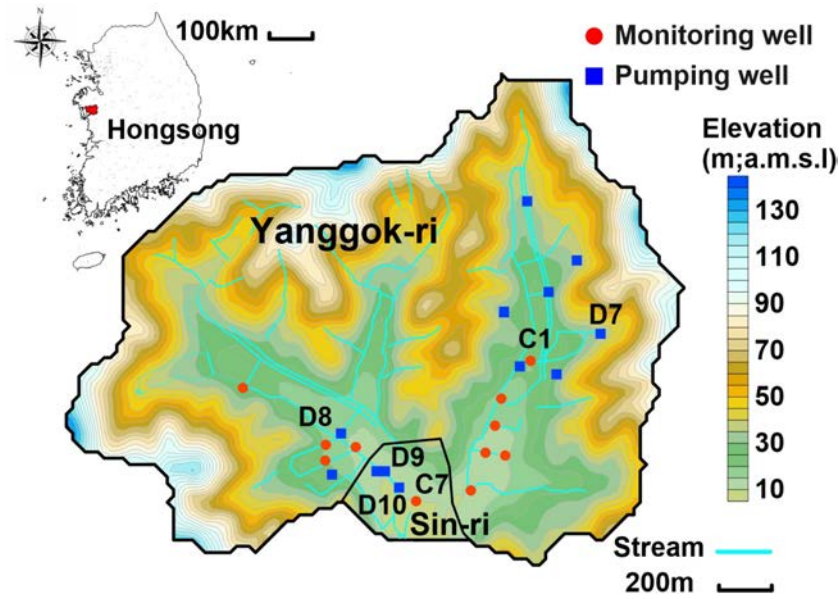 100km
Hongsong
Monitoring well
Pumping well
Elevation
(m;a.m.s.l)
130
110
90
70
50
30
10
Yanggok-ri
D7
C1
D8
D9
C7
D10
Sin-ri
Stream
200m